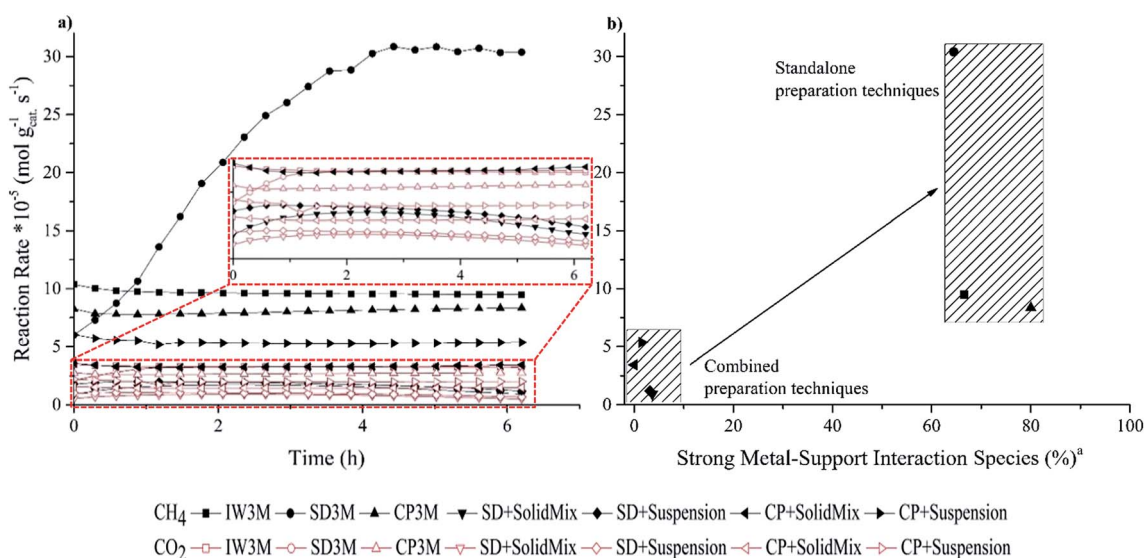 a)
Reaction Rate *10⁻⁵ (mol g⁻¹cat. s⁻¹)
30
25
20
15
10
5
0
0 2 4 6
0 2 4 6
Time (h)
b)
Standalone
preparation techniques
Combined
preparation techniques
30
25
20
15
10
5
0
0 20 40 60 80 100
Strong Metal-Support Interaction Species (%)ᵃ
CH₄ IW3M SD3M CP3M SD+SolidMix SD+Suspension CP+SolidMix CP+Suspension
CO₂ IW3M SD3M CP3M SD+SolidMix SD+Suspension CP+SolidMix CP+Suspension